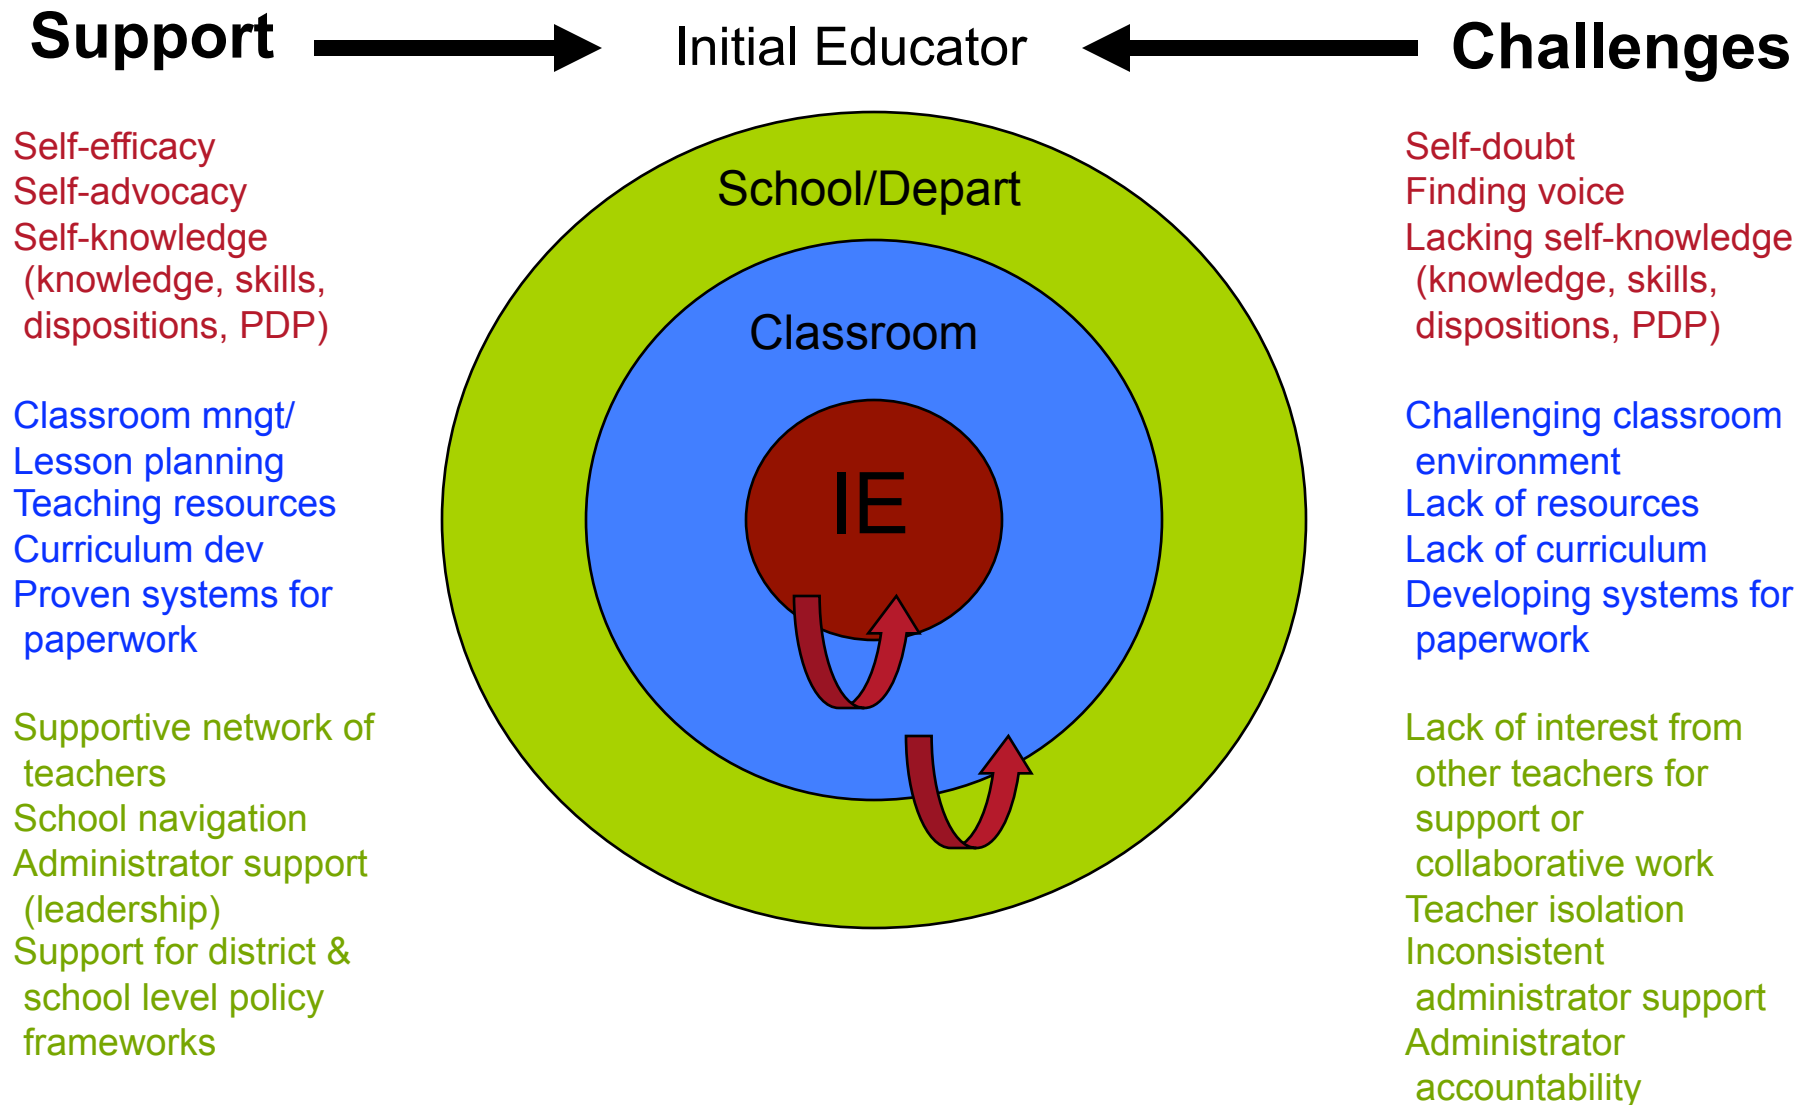 Support
Initial Educator
Challenges
Self-efficacy
Self-advocacy
Self-knowledge
(knowledge, skills,
dispositions, PDP)
Classroom mngt/
Lesson planning
Teaching resources
Curriculum dev
Proven systems for
paperwork
Supportive network of
teachers
School navigation
Administrator support
(leadership)
Support for district &
school level policy
frameworks
School/Depart
Classroom
IE
Self-doubt
Finding voice
Lacking self-knowledge
(knowledge, skills,
dispositions, PDP)
Challenging classroom
environment
Lack of resources
Lack of curriculum
Developing systems for
paperwork
Lack of interest from
other teachers for
support or
collaborative work
Teacher isolation
Inconsistent
administrator support
Administrator
accountability